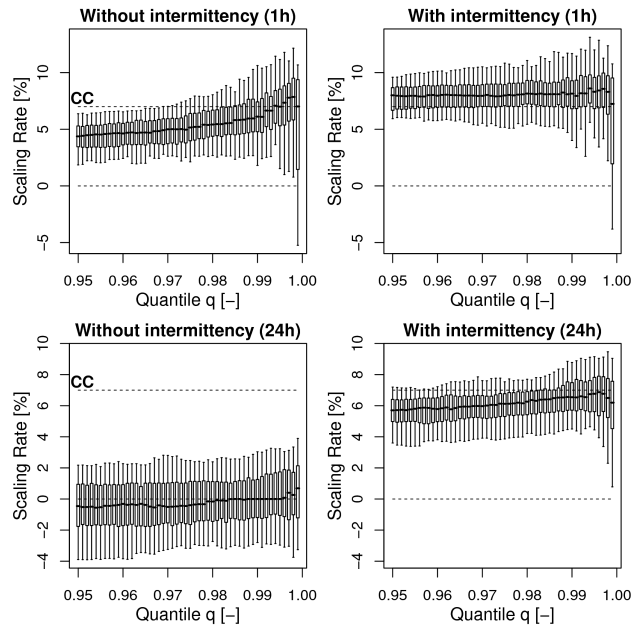 Without intermittency (1h)
With intermittency (1h)
Scaling Rate [%]
10
5
0
−5
CC
0.95 0.96 0.97 0.98 0.99 1.00
Quantile q [−]
Scaling Rate [%]
10
5
0
−5
0.95 0.96 0.97 0.98 0.99 1.00
Quantile q [−]
Without intermittency (24h)
With intermittency (24h)
Scaling Rate [%]
10
8
6
4
2
0
−2
−4
CC
0.95 0.96 0.97 0.98 0.99 1.00
Quantile q [−]
Scaling Rate [%]
10
8
6
4
2
0
−2
−4
0.95 0.96 0.97 0.98 0.99 1.00
Quantile q [−]